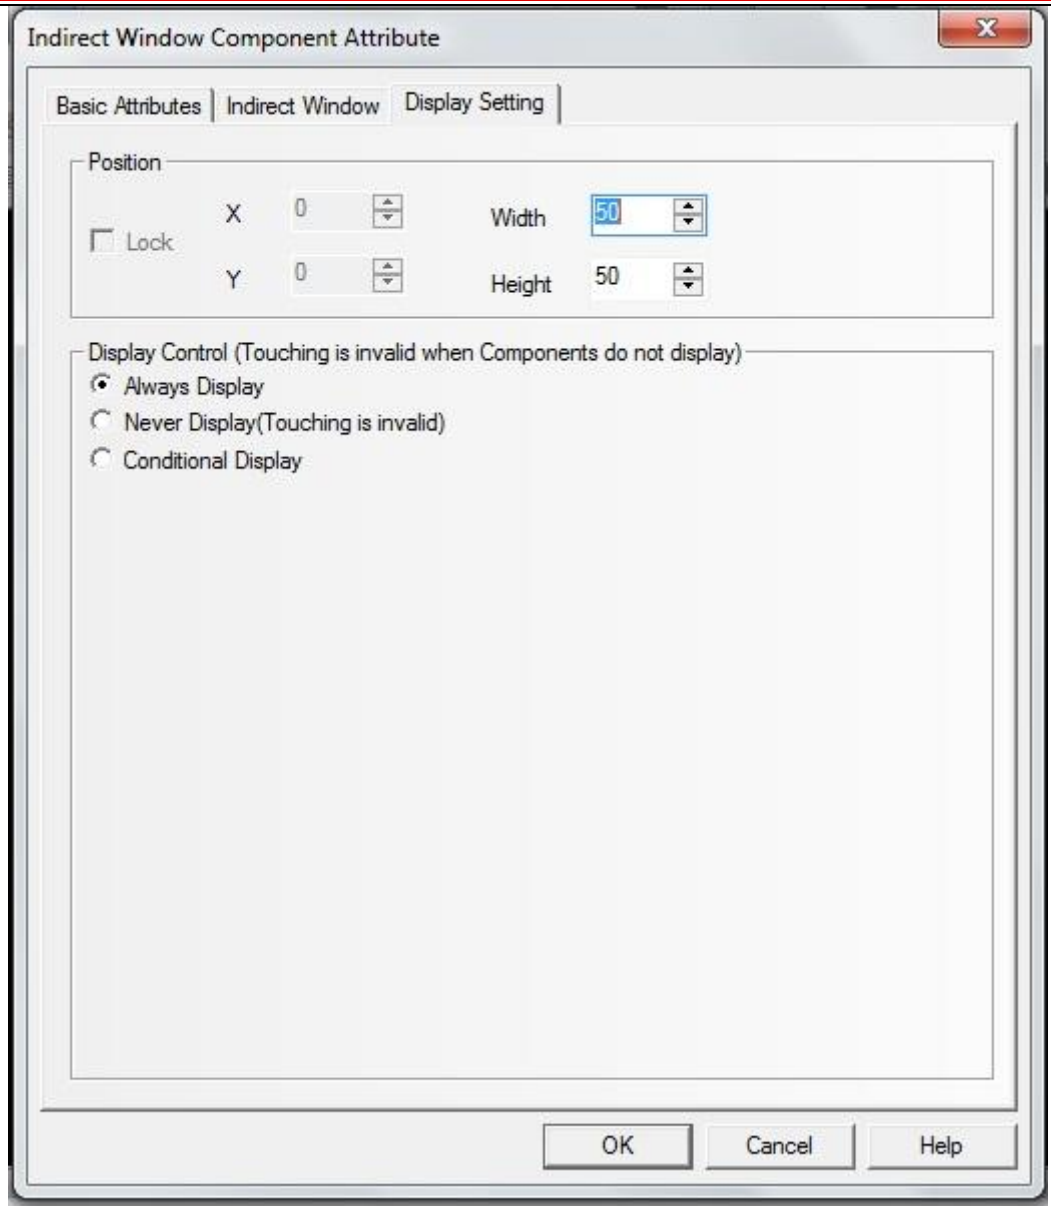 Indirect Window Component Attribute
X
Basic Attributes Indirect Window Display Setting
Position
X 0 Width 50
Lock
Y 0 Height 50
Display Control (Touching is invalid when Components do not display)
Always Display
Never Display(Touching is invalid)
Conditional Display
OK Cancel Help